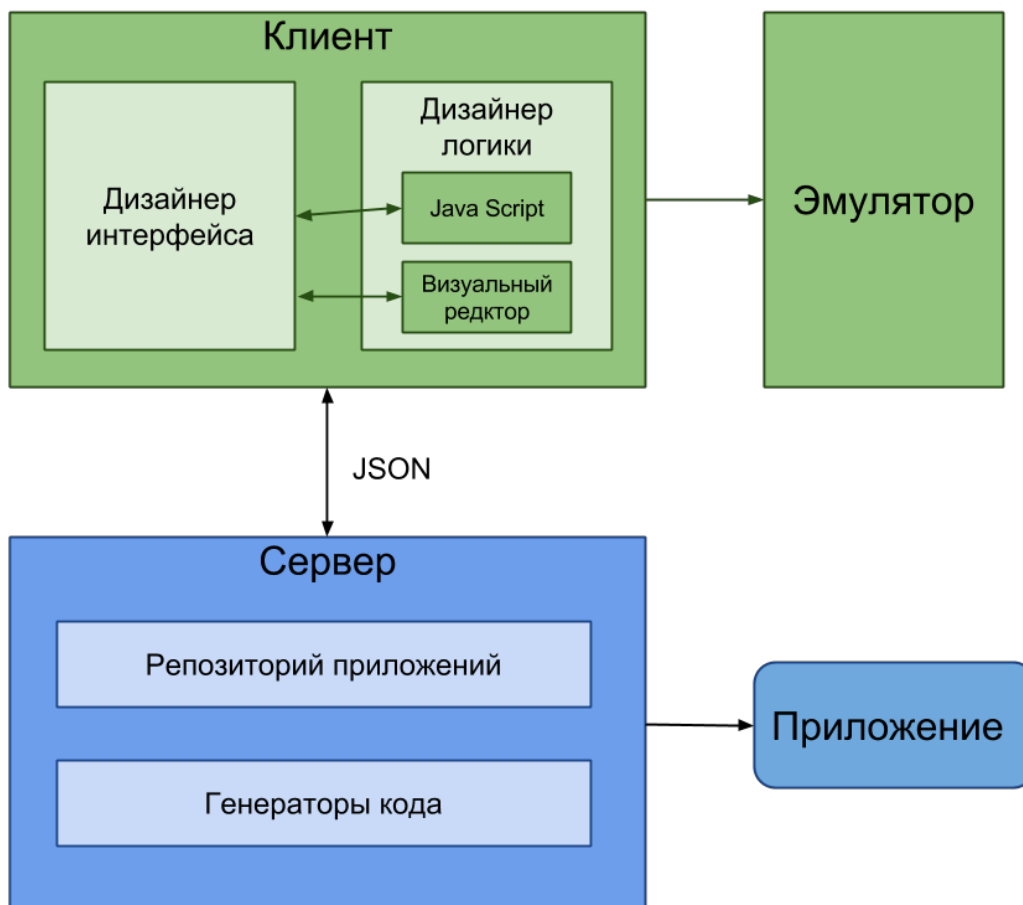 Клиент
Дизайнер
интерфейса
Дизайнер
логики
Java Script
Визуальный
редктор
Эмулятор
JSON
Сервер
Репозиторий приложений
Генераторы кода
Приложение